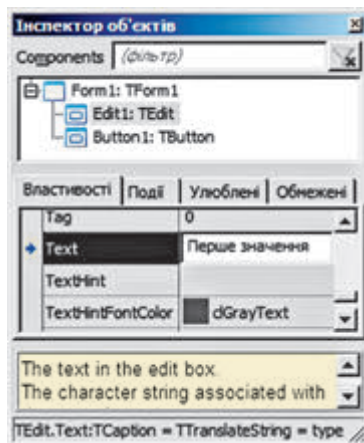 Інспектор об'єктів
Components (фільтр)
Form1: TForm1
Edit1: TEdit
Button1: TButton
Властивості Події Улюблені Обмежені
Tag 0
Text Перше значення
TextHint
TextHintFontColor clGrayText
The text in the edit box.
The character string associated with
TEdit.Text:TCaption = TTranslateString = type